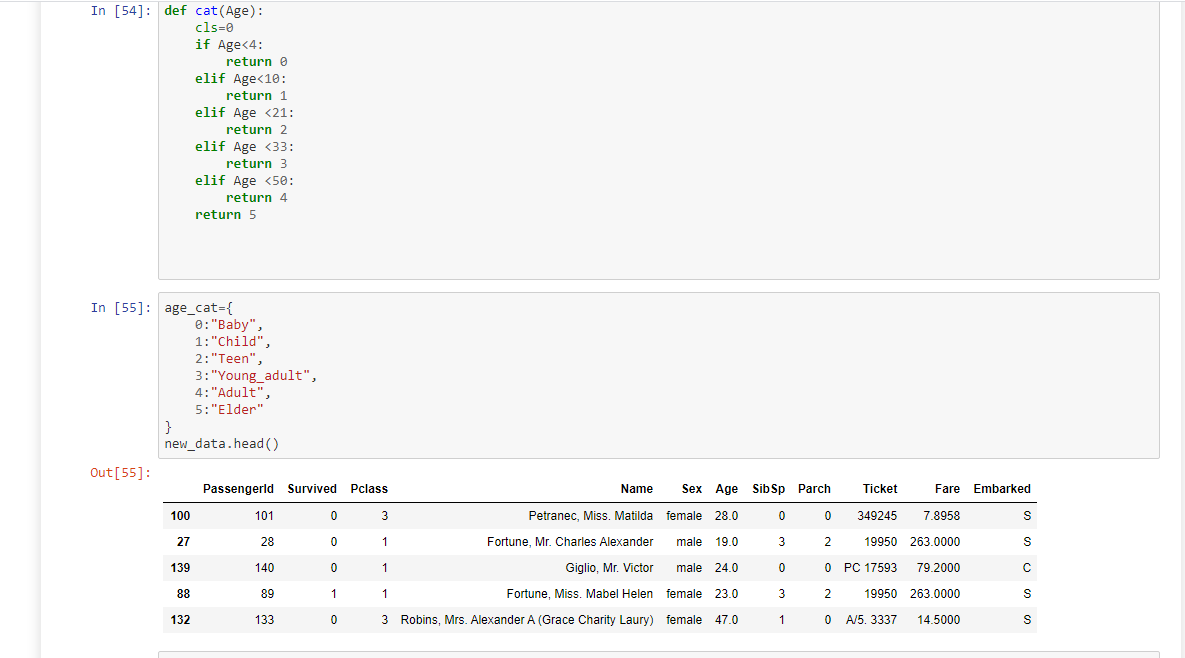 In [54]: def cat(Age):
    cls=0
    if Age<4:
        return 0
    elif Age<10:
        return 1
    elif Age <21:
        return 2
    elif Age <33:
        return 3
    elif Age <50:
        return 4
    return 5
In [55]: age_cat={
    0:"Baby",
    1:"Child",
    2:"Teen",
    3:"Young_adult",
    4:"Adult",
    5:"Elder"
}
new_data.head()
Out[55]:
PassengerId Survived Pclass Name Sex Age SibSp Parch Ticket Fare Embarked
100 101 0 3 Petranec, Miss. Matilda female 28.0 0 0 349245 7.8958 S
27 28 0 1 Fortune, Mr. Charles Alexander male 19.0 3 2 19950 263.0000 S
139 140 0 1 Giglio, Mr. Victor male 24.0 0 0 PC 17593 79.2000 C
88 89 1 1 Fortune, Miss. Mabel Helen female 23.0 3 2 19950 263.0000 S
132 133 0 3 Robins, Mrs. Alexander A (Grace Charity Laury) female 47.0 1 0 A/5. 3337 14.5000 S